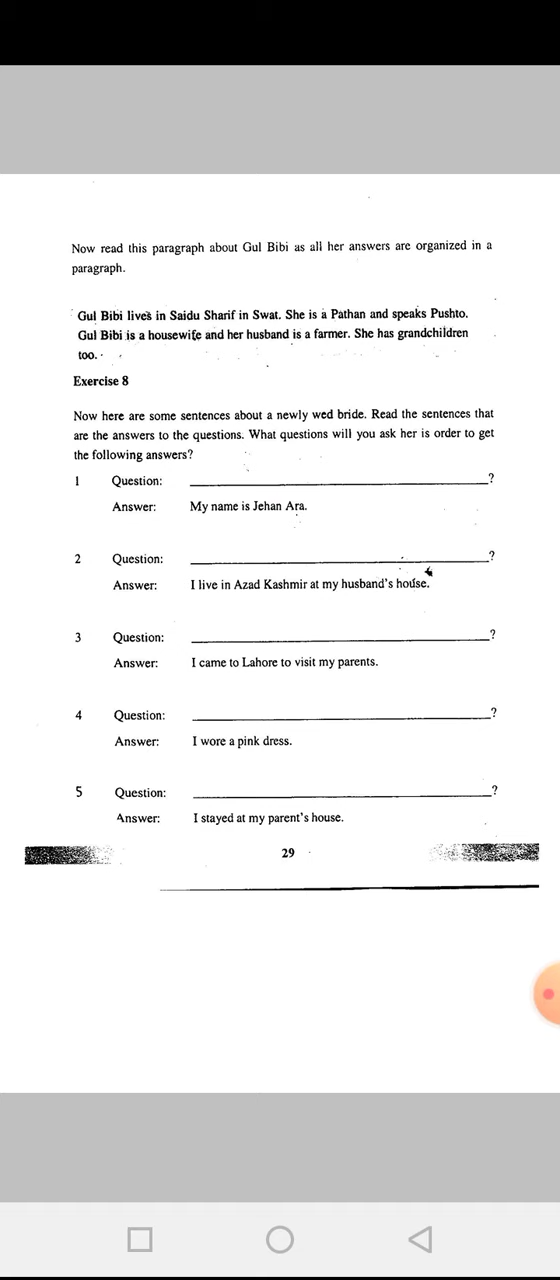 Now read this paragraph about Gul Bibi as all her answers are organized in a
paragraph.
Gul Bibi lives in Saidu Sharif in Swat. She is a Pathan and speaks Pushto.
Gul Bibi is a housewife and her husband is a farmer. She has grandchildren
too.
Exercise 8
Now here are some sentences about a newly wed bride. Read the sentences that
are the answers to the questions. What questions will you ask her is order to get
the following answers?
1 Question: ?
Answer: My name is Jehan Ara.
2 Question: ?
Answer: I live in Azad Kashmir at my husband's house.
3 Question: ?
Answer: I came to Lahore to visit my parents.
4 Question: ?
Answer: I wore a pink dress.
5 Question: ?
Answer: I stayed at my parent's house.
29